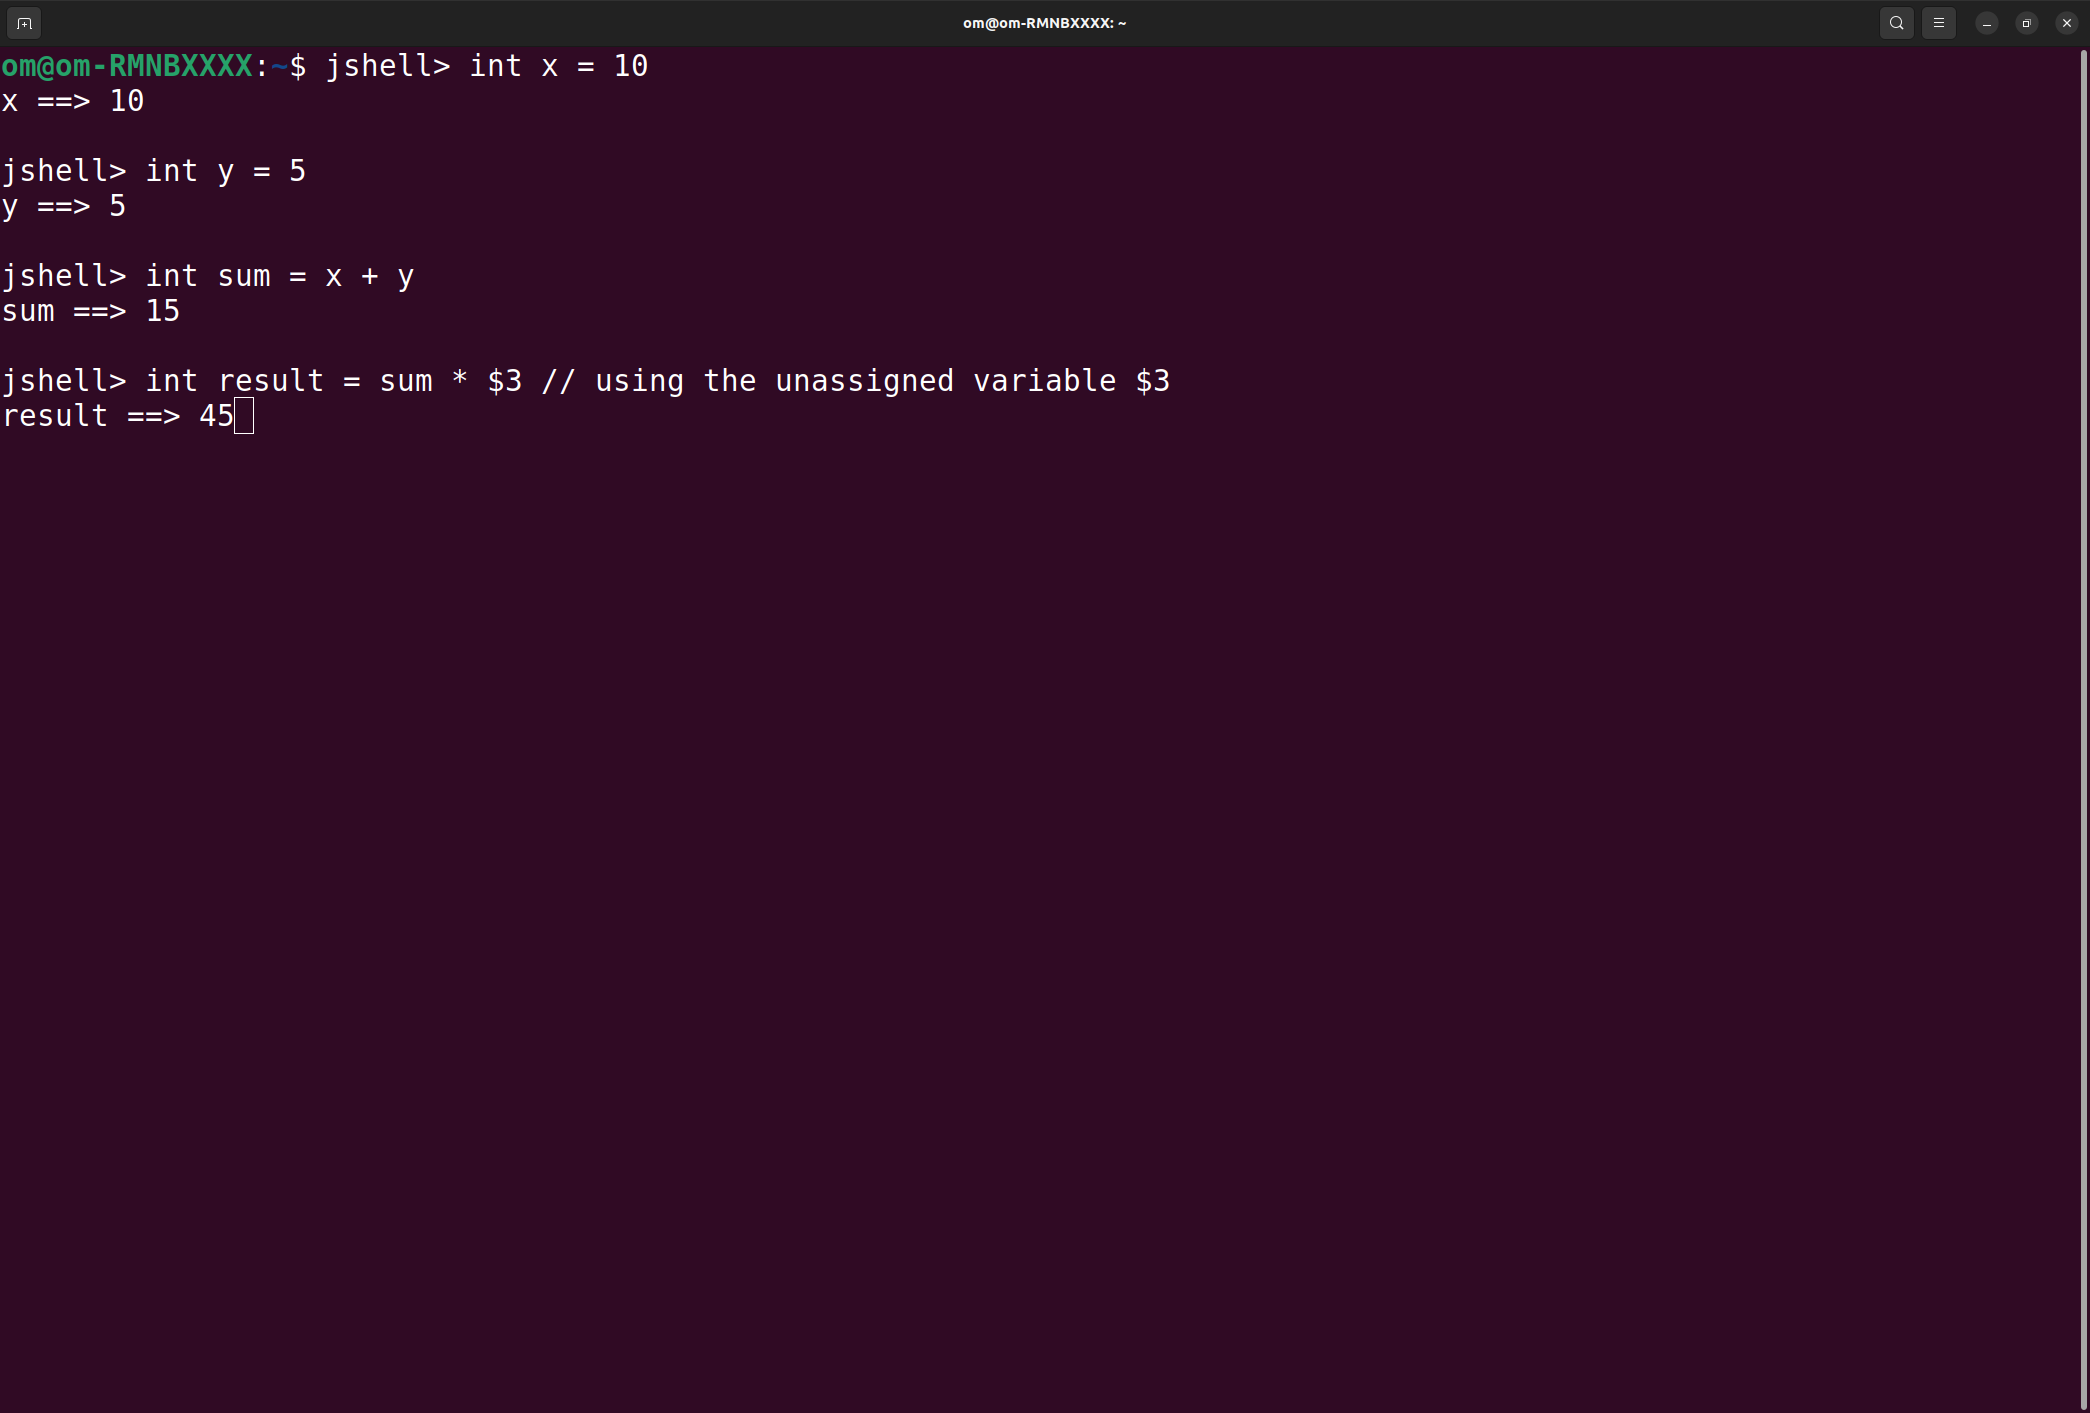 om@om-RMNBXXXX: ~
om@om-RMNBXXXX:~$ jshell> int x = 10
x ==> 10
jshell> int y = 5
y ==> 5
jshell> int sum = x + y
sum ==> 15
jshell> int result = sum * $3 // using the unassigned variable $3
result ==> 45